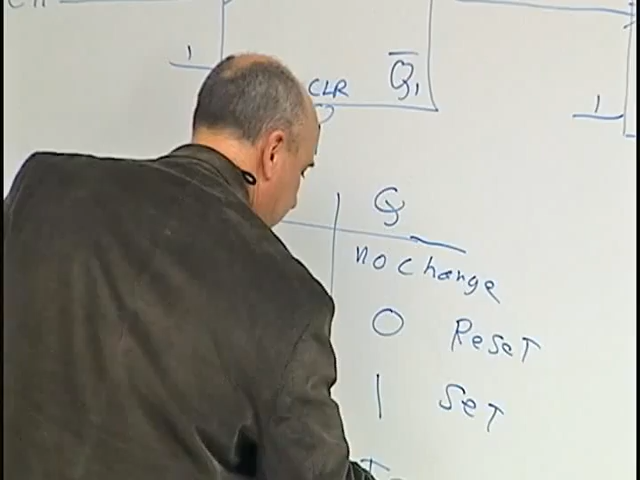 1
CLR Q̅1
1
Q
no change
0 Reset
1 Set